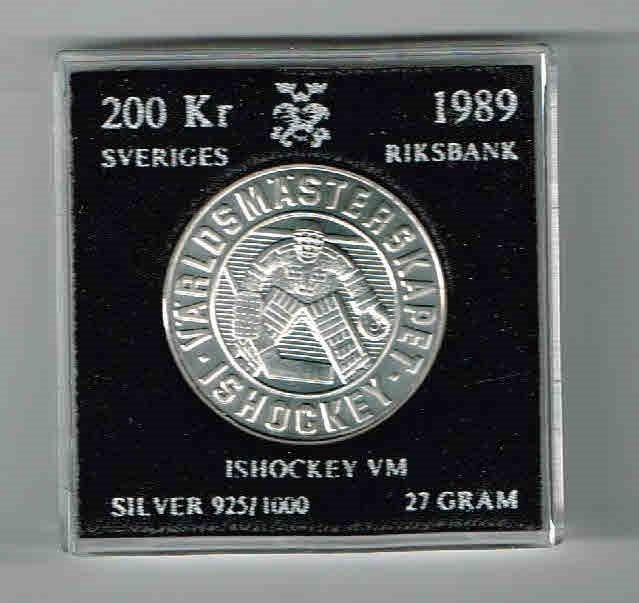 200 Kr 1989
SVERIGES RIKSBANK
VÄRLDSMÄSTERSKAPET
· ISHOCKEY ·
ISHOCKEY VM
SILVER 925/1000 27 GRAM